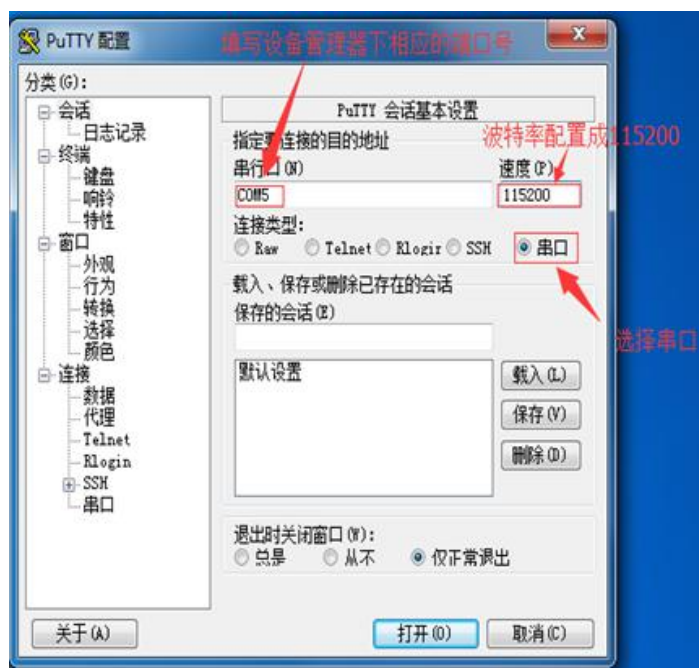 PuTTY 配置
填写设备管理器下相应的端口号
分类(G):
会话
日志记录
终端
键盘
响铃
特性
窗口
外观
行为
转换
选择
颜色
连接
数据
代理
Telnet
Rlogin
SSH
串口
PuTTY 会话基本设置
指定要连接的目的地址
波特率配置成115200
串行口(N)
速度(P)
COM5
115200
连接类型:
Raw Telnet Rlogir SSH 串口
选择串口
载入、保存或删除已存在的会话
保存的会话(E)
默认设置
载入(L)
保存(V)
删除(D)
退出时关闭窗口(W):
总是 从不 仅正常退出
关于(A) 打开(O) 取消(C)